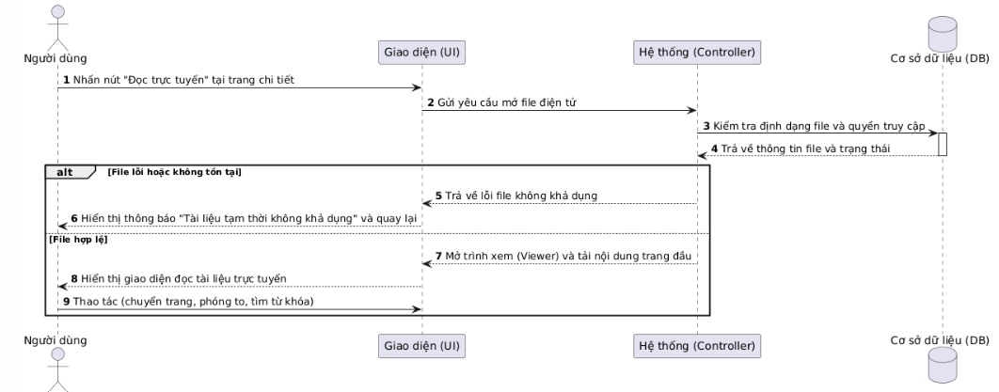 Người dùng
Giao diện (UI)
Hệ thống (Controller)
Cơ sở dữ liệu (DB)
1 Nhấn nút "Đọc trực tuyến" tại trang chi tiết
2 Gửi yêu cầu mở file điện tử
3 Kiểm tra định dạng file và quyền truy cập
4 Trả về thông tin file và trạng thái
alt [File lỗi hoặc không tồn tại]
5 Trả về lỗi file không khả dụng
6 Hiển thị thông báo "Tài liệu tạm thời không khả dụng" và quay lại
[File hợp lệ]
7 Mở trình xem (Viewer) và tải nội dung trang đầu
8 Hiển thị giao diện đọc tài liệu trực tuyến
9 Thao tác (chuyển trang, phóng to, tìm từ khóa)
Người dùng
Giao diện (UI)
Hệ thống (Controller)
Cơ sở dữ liệu (DB)